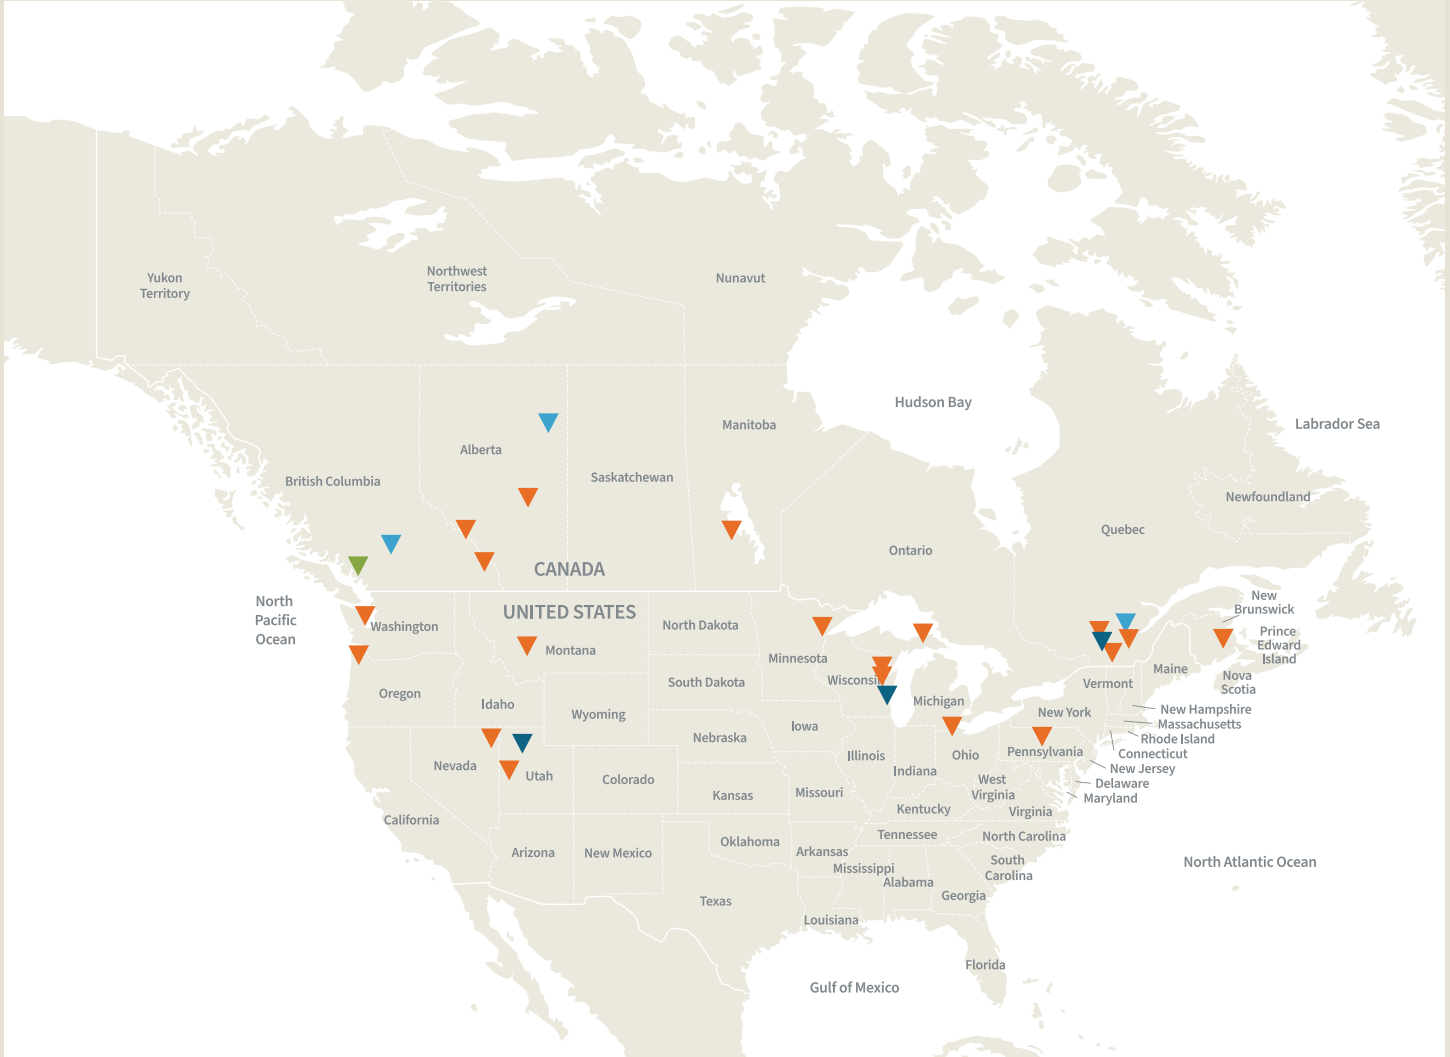 Yukon
Territory
Northwest
Territories
Nunavut
Hudson Bay
Labrador Sea
Alberta
Manitoba
British Columbia
Saskatchewan
Newfoundland
Quebec
Ontario
CANADA
North
Pacific
Ocean
UNITED STATES
New
Brunswick
Prince
Edward
Island
Washington
North Dakota
Minnesota
Montana
Maine
Nova
Scotia
South Dakota
Wisconsin
Vermont
Oregon
Idaho
Michigan
Wyoming
New York
New Hampshire
Massachusetts
Rhode Island
Connecticut
New Jersey
Delaware
Maryland
Iowa
Nebraska
Pennsylvania
Illinois
Ohio
Indiana
Nevada
Utah
Colorado
West
Virginia
Kansas
Missouri
Kentucky
Virginia
California
Tennessee
North Carolina
Oklahoma
Arizona
New Mexico
Arkansas
Mississippi
South
Carolina
Alabama
Georgia
North Atlantic Ocean
Texas
Louisiana
Florida
Gulf of Mexico